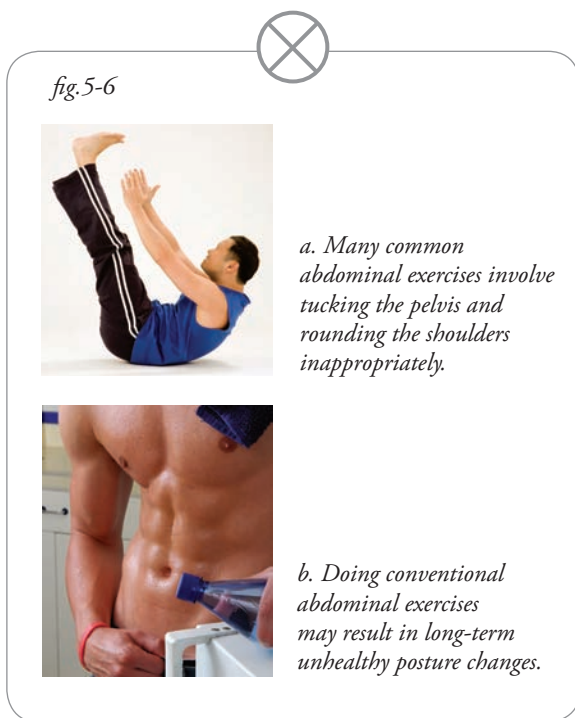 fig.5-6
a. Many common
abdominal exercises involve
tucking the pelvis and
rounding the shoulders
inappropriately.
b. Doing conventional
abdominal exercises
may result in long-term
unhealthy posture changes.